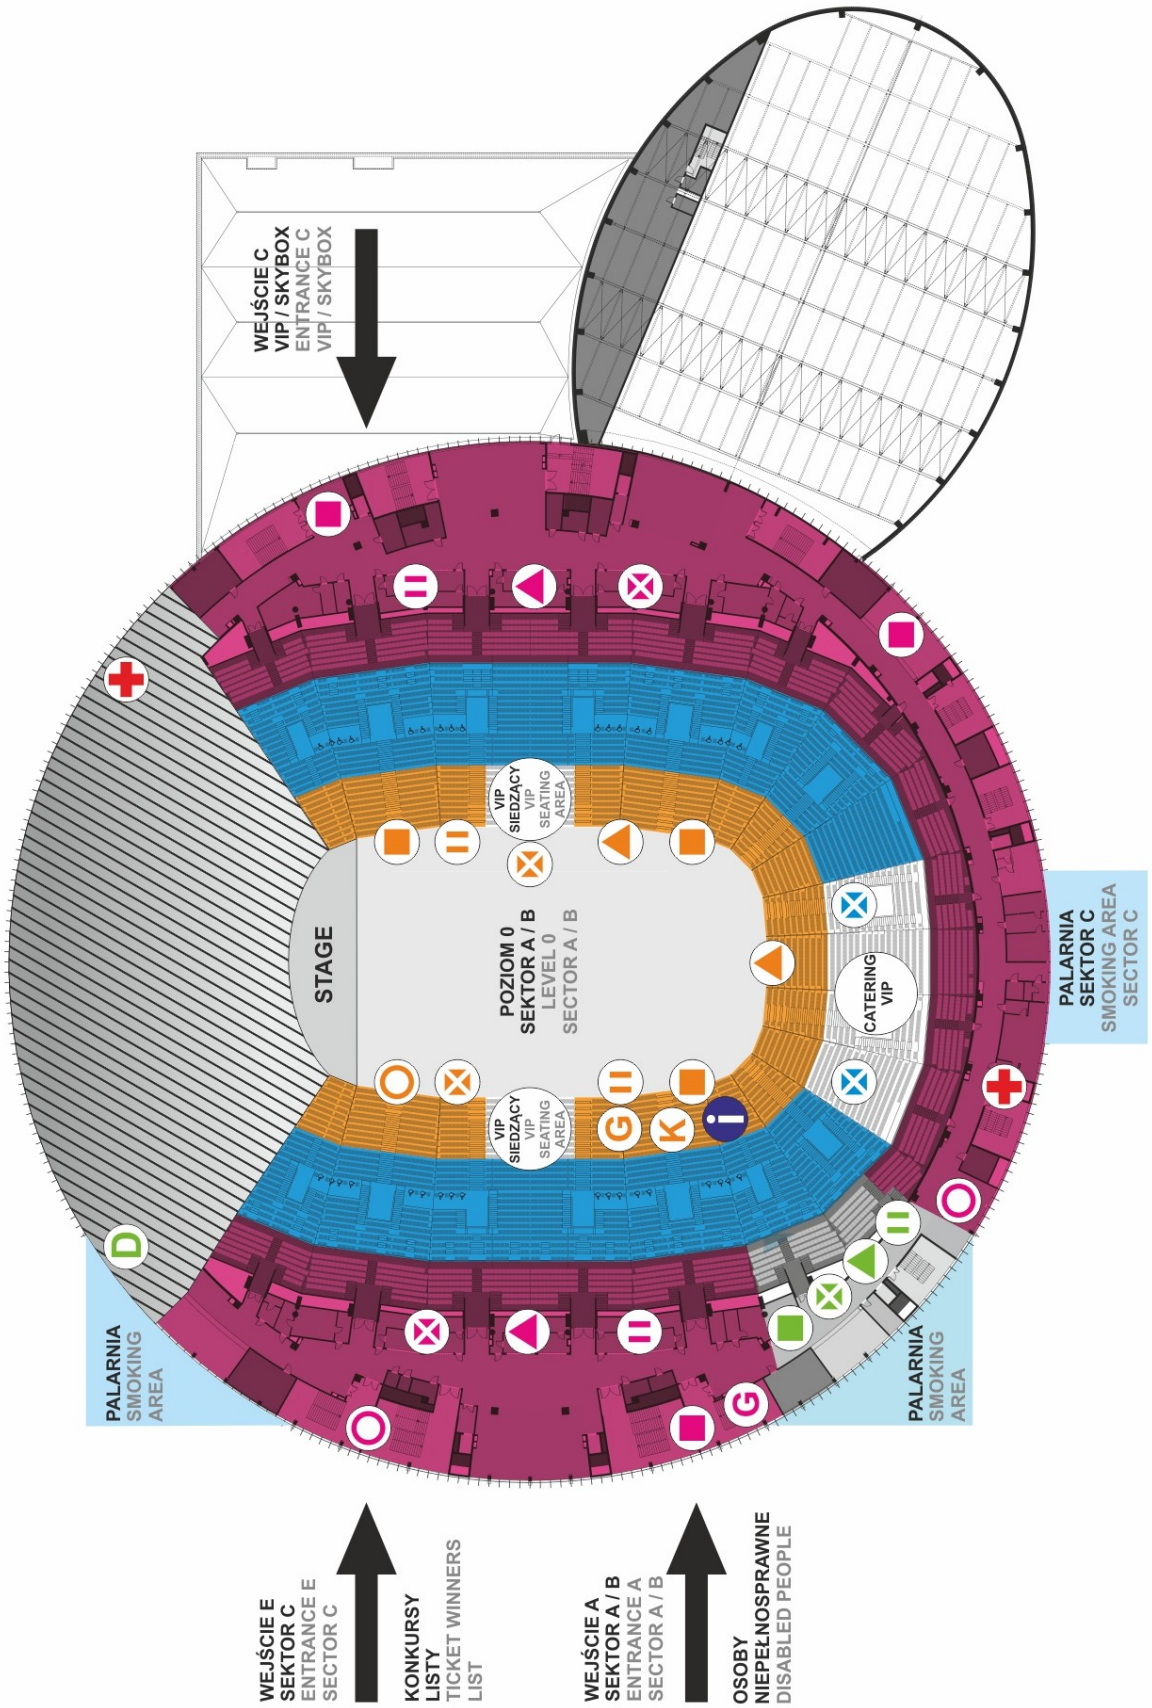 WEJŚCIE C
VIP / SKYBOX
ENTRANCE C
VIP / SKYBOX
STAGE
POZIOM 0
SEKTOR A / B
LEVEL 0
SECTOR A / B
VIP
SIEDZĄCY
VIP
SEATING
AREA
VIP
SIEDZĄCY
VIP
SEATING
AREA
CATERING
VIP
G
K
i
D
G
PALARNIA
SEKTOR C
SMOKING AREA
SECTOR C
PALARNIA
SMOKING
AREA
PALARNIA
SMOKING
AREA
WEJŚCIE E
SEKTOR C
ENTRANCE E
SECTOR C
KONKURSY
LISTY
TICKET WINNERS
LIST
WEJŚCIE A
SEKTOR A / B
ENTRANCE A
SECTOR A / B
OSOBY
NIEPEŁNOSPRAWNE
DISABLED PEOPLE